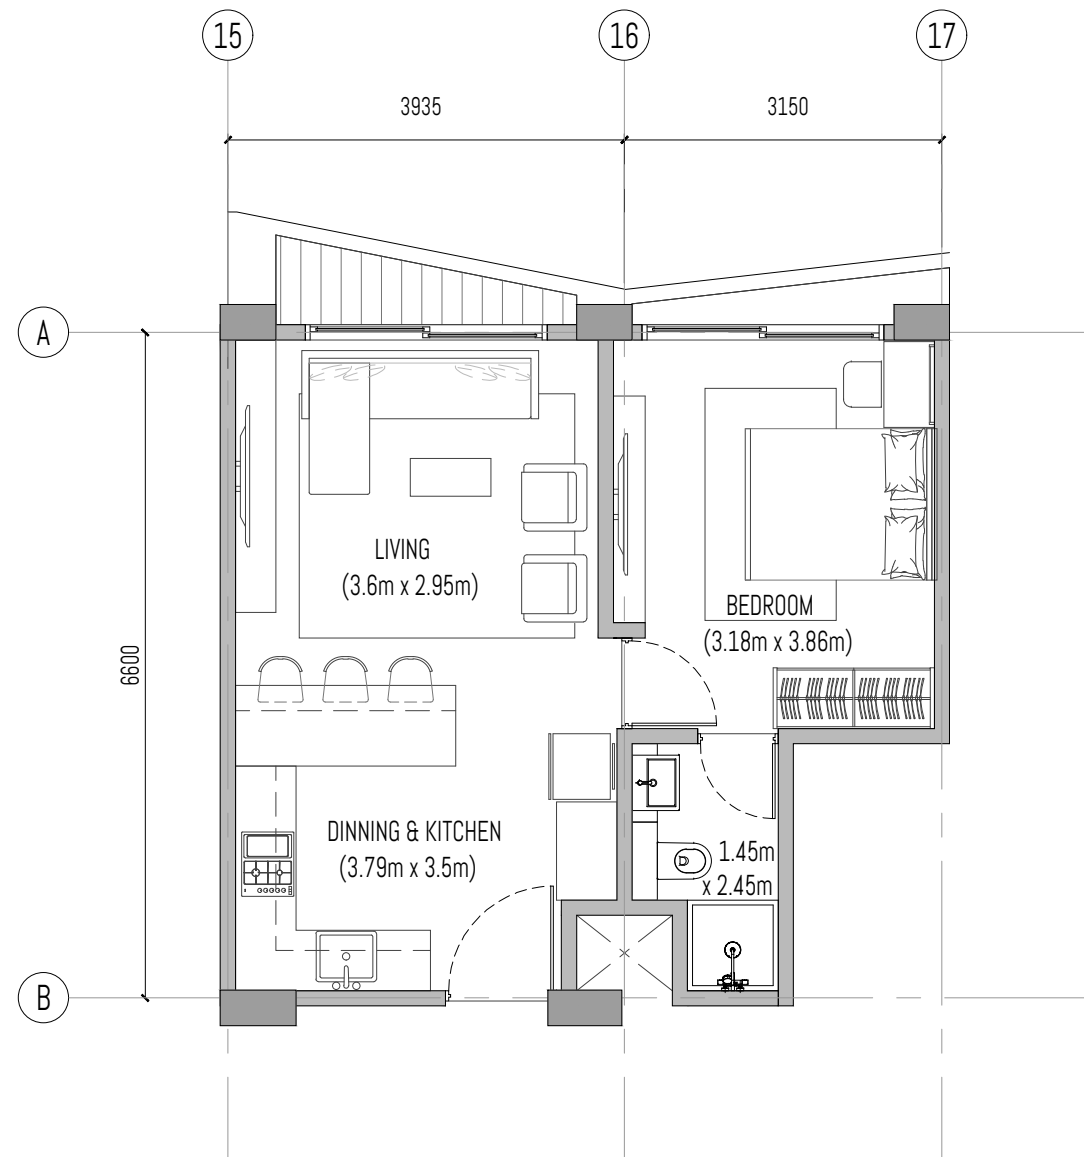 15
16
17
3935
3150
A
LIVING
(3.6m x 2.95m)
BEDROOM
(3.18m x 3.86m)
6600
DINNING & KITCHEN
(3.79m x 3.5m)
1.45m
x 2.45m
B